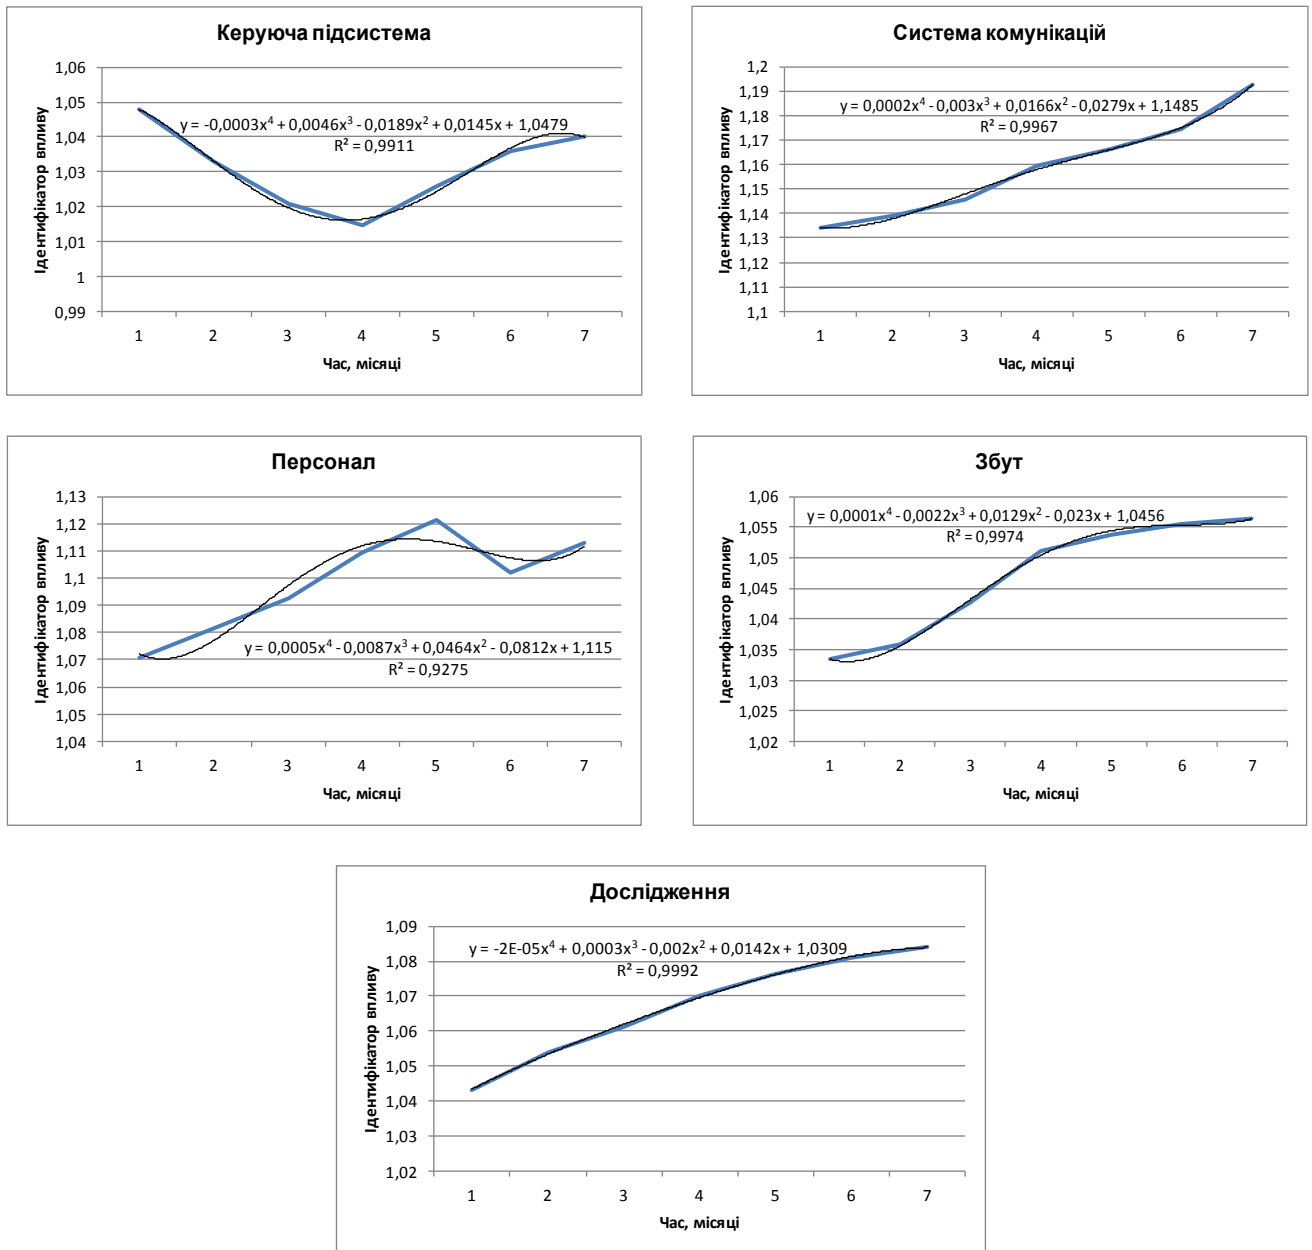 Керуюча підсистема
1,06
1,05
1,04
1,03
1,02
1,01
1
0,99
y = -0,0003x⁴ + 0,0046x³ - 0,0189x² + 0,0145x + 1,0479
R² = 0,9911
Ідентифікатор впливу
1 2 3 4 5 6 7
Час, місяці
Система комунікацій
1,2
1,19
1,18
1,17
1,16
1,15
1,14
1,13
1,12
1,11
1,1
y = 0,0002x⁴ - 0,003x³ + 0,0166x² - 0,0279x + 1,1485
R² = 0,9967
Ідентифікатор впливу
1 2 3 4 5 6 7
Час, місяці
Персонал
1,13
1,12
1,11
1,1
1,09
1,08
1,07
1,06
1,05
1,04
y = 0,0005x⁴ - 0,0087x³ + 0,0464x² - 0,0812x + 1,115
R² = 0,9275
Ідентифікатор впливу
1 2 3 4 5 6 7
Час, місяці
Збут
1,06
1,055
1,05
1,045
1,04
1,035
1,03
1,025
1,02
y = 0,0001x⁴ - 0,0022x³ + 0,0129x² - 0,023x + 1,0456
R² = 0,9974
Ідентифікатор впливу
1 2 3 4 5 6 7
Час, місяці
Дослідження
1,09
1,08
1,07
1,06
1,05
1,04
1,03
1,02
y = -2E-05x⁴ + 0,0003x³ - 0,002x² + 0,0142x + 1,0309
R² = 0,9992
Ідентифікатор впливу
1 2 3 4 5 6 7
Час, місяці